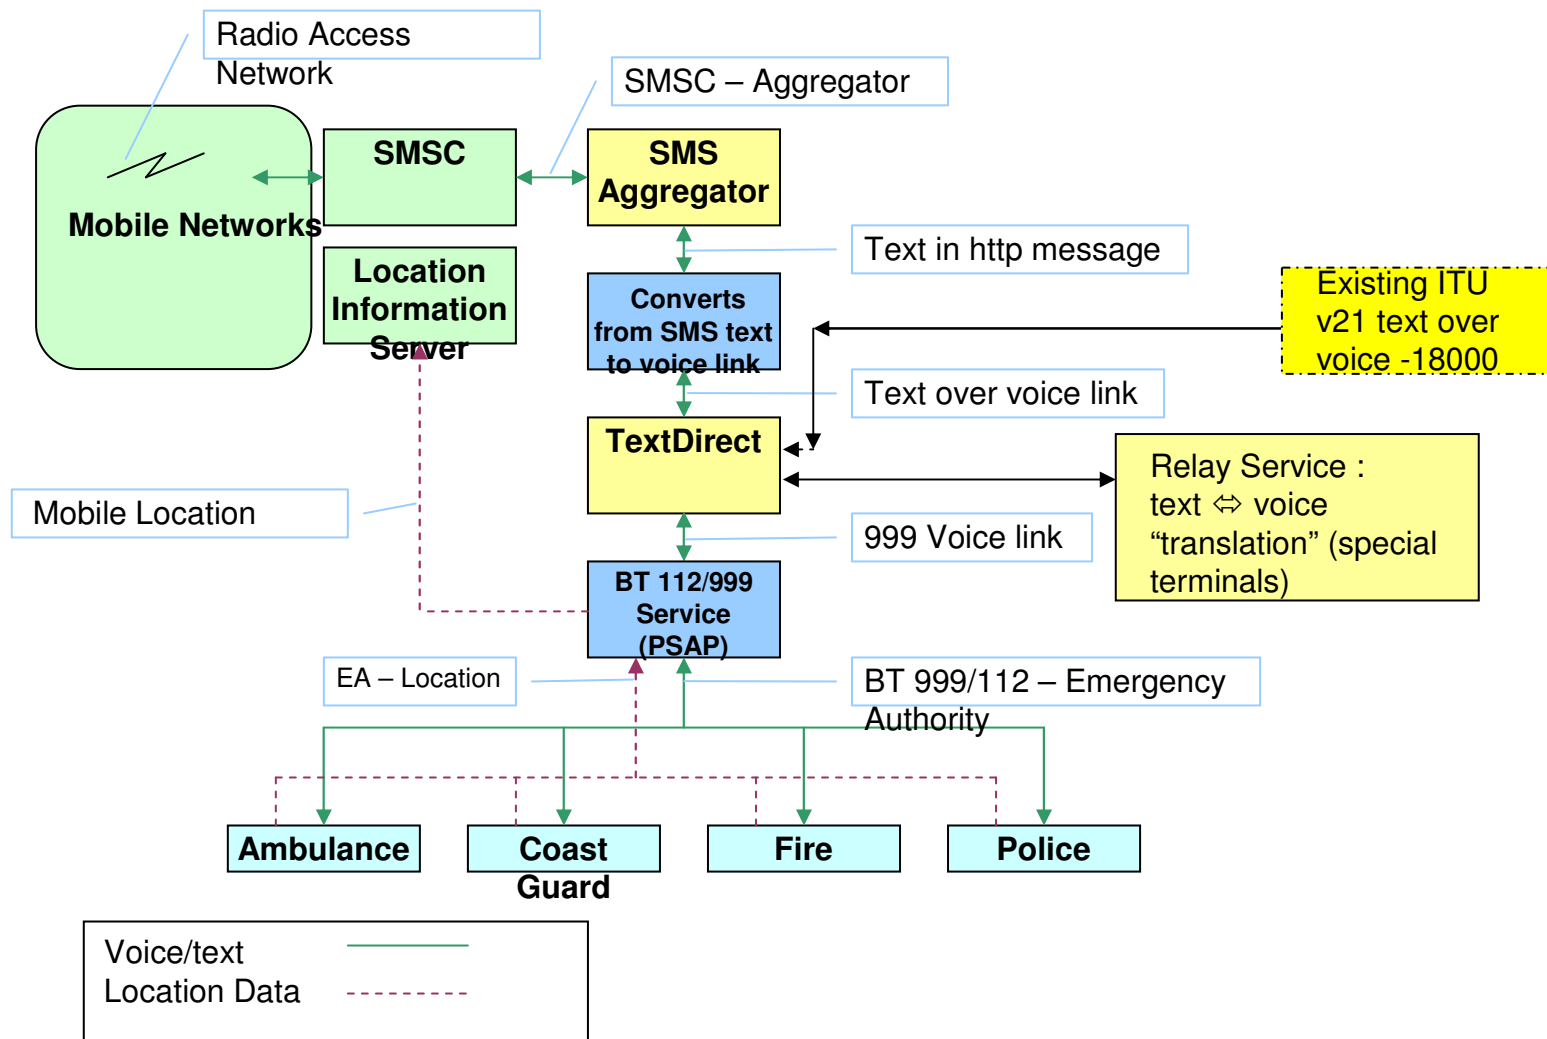 Radio Access
Network
SMSC – Aggregator
SMSC
SMS
Aggregator
Mobile Networks
Location
Information
Server
Text in http message
Converts
from SMS text
to voice link
Existing ITU
v21 text over
voice -18000
Text over voice link
TextDirect
Relay Service :
text ⇔ voice
“translation” (special
terminals)
Mobile Location
999 Voice link
BT 112/999
Service
(PSAP)
EA – Location
BT 999/112 – Emergency
Authority
Ambulance
Coast
Guard
Fire
Police
Voice/text
Location Data